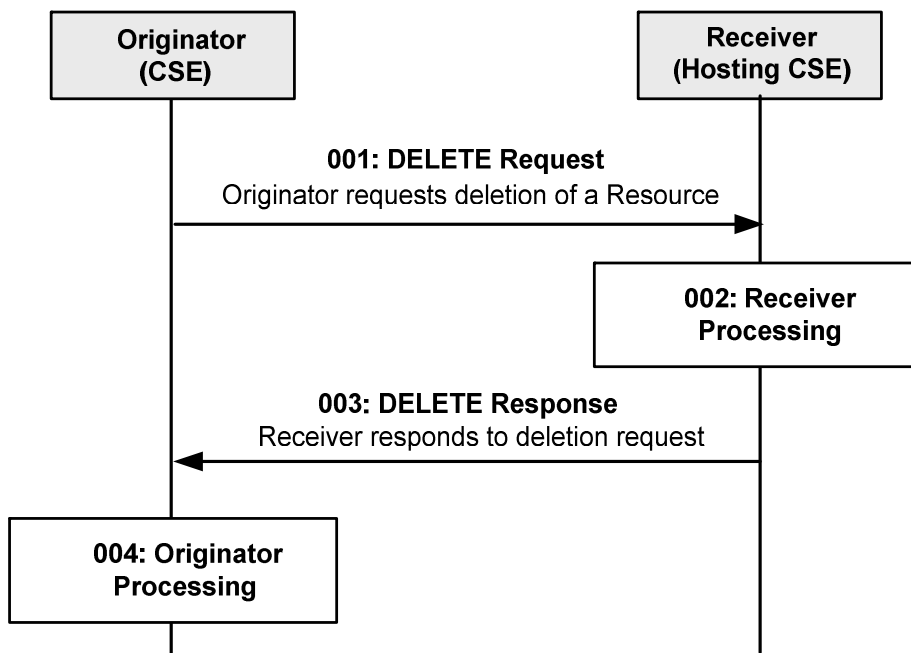 Originator
(CSE)
Receiver
(Hosting CSE)
001: DELETE Request
Originator requests deletion of a Resource
002: Receiver
Processing
003: DELETE Response
Receiver responds to deletion request
004: Originator
Processing